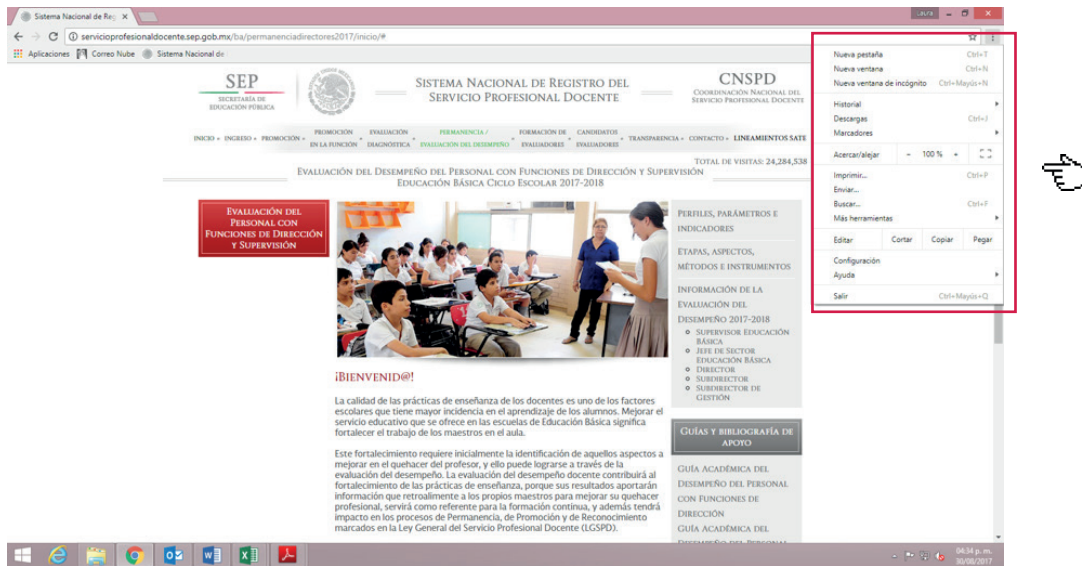 Sistema Nacional de Reg
Laura
servicioprofesionaldocente.sep.gob.mx/ba/permanenciadirectores2017/inicio/#
Aplicaciones Correo Nube Sistema Nacional de
SEP
SECRETARÍA DE
EDUCACIÓN PÚBLICA
SISTEMA NACIONAL DE REGISTRO DEL
SERVICIO PROFESIONAL DOCENTE
CNSPD
COORDINACIÓN NACIONAL DEL
SERVICIO PROFESIONAL DOCENTE
INICIO INGRESO PROMOCIÓN PROMOCIÓN EN LA FUNCIÓN EVALUACIÓN DIAGNÓSTICA PERMANENCIA / EVALUACIÓN DEL DESEMPEÑO FORMACIÓN DE EVALUADORES CANDIDATOS EVALUADORES TRANSPARENCIA CONTACTO LINEAMIENTOS SATE
TOTAL DE VISITAS: 24,284,538
EVALUACIÓN DEL DESEMPEÑO DEL PERSONAL CON FUNCIONES DE DIRECCIÓN Y SUPERVISIÓN
EDUCACIÓN BÁSICA CICLO ESCOLAR 2017-2018
EVALUACIÓN DEL
PERSONAL CON
FUNCIONES DE DIRECCIÓN
Y SUPERVISIÓN
¡BIENVENID@!
La calidad de las prácticas de enseñanza de los docentes es uno de los factores
escolares que tiene mayor incidencia en el aprendizaje de los alumnos. Mejorar el
servicio educativo que se ofrece en las escuelas de Educación Básica significa
fortalecer el trabajo de los maestros en el aula.
Este fortalecimiento requiere inicialmente la identificación de aquellos aspectos a
mejorar en el quehacer del profesor, y ello puede lograrse a través de la
evaluación del desempeño. La evaluación del desempeño docente contribuirá al
fortalecimiento de las prácticas de enseñanza, porque sus resultados aportarán
información que retroalimente a los propios maestros para mejorar su quehacer
profesional, servirá como referente para la formación continua, y además tendrá
impacto en los procesos de Permanencia, de Promoción y de Reconocimiento
marcados en la Ley General del Servicio Profesional Docente (LGSPD).
PERFILES, PARÁMETROS E
INDICADORES
ETAPAS, ASPECTOS,
MÉTODOS E INSTRUMENTOS
INFORMACIÓN DE LA
EVALUACIÓN DEL
DESEMPEÑO 2017-2018
SUPERVISOR EDUCACIÓN
BÁSICA
JEFE DE SECTOR
EDUCACIÓN BÁSICA
DIRECTOR
SUBDIRECTOR
SUBDIRECTOR DE
GESTIÓN
GUÍAS Y BIBLIOGRAFÍA DE
APOYO
GUÍA ACADÉMICA DEL
DESEMPEÑO DEL PERSONAL
CON FUNCIONES DE
DIRECCIÓN
GUÍA ACADÉMICA DEL
DESEMPEÑO DEL PERSONAL
Nueva pestaña Ctrl+T
Nueva ventana Ctrl+N
Nueva ventana de incógnito Ctrl+Mayús+N
Historial
Descargas Ctrl+J
Marcadores
Acercar/alejar - 100 % +
Imprimir... Ctrl+P
Enviar...
Buscar... Ctrl+F
Más herramientas
Editar Cortar Copiar Pegar
Configuración
Ayuda
Salir Ctrl+Mayús+Q
04:34 p. m.
30/08/2017